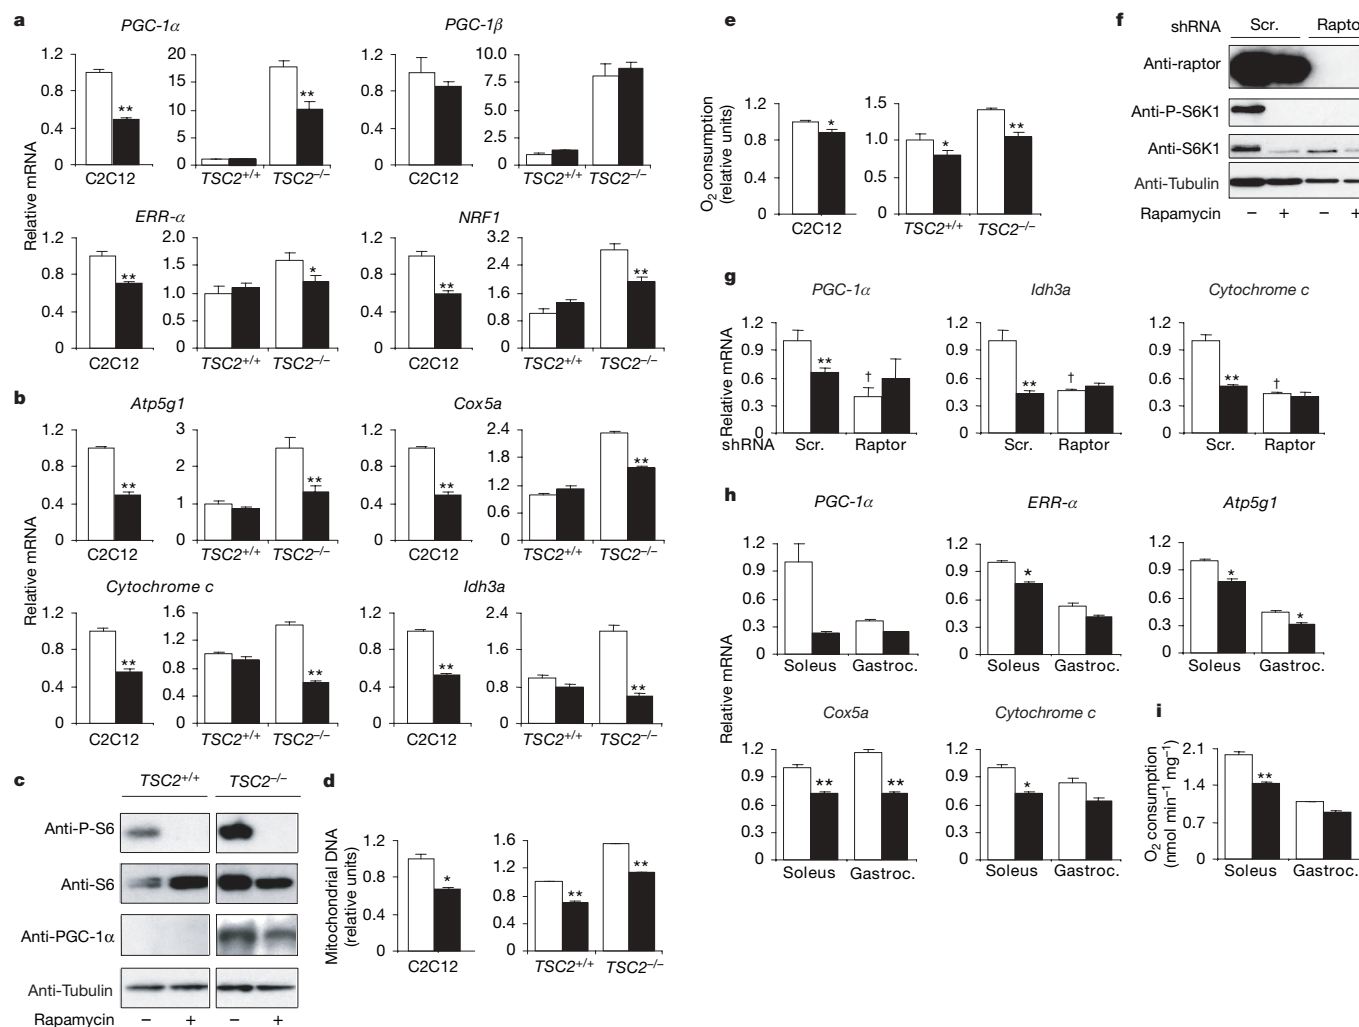 a
PGC-1α
PGC-1β
Relative mRNA
1.2
0.8
0.4
0
C2C12
20
15
10
5
0
TSC2+/+ TSC2–/–
1.2
0.8
0.4
0
C2C12
10.0
7.5
5.0
2.5
0
TSC2+/+ TSC2–/–
ERR-α
NRF1
1.2
0.8
0.4
0
C2C12
2.0
1.5
1.0
0.5
0
TSC2+/+ TSC2–/–
1.2
0.8
0.4
0
C2C12
3.2
2.4
1.6
0.8
0
TSC2+/+ TSC2–/–
** ** ** * ** **
b
Atp5g1
Cox5a
Relative mRNA
1.2
0.8
0.4
0
C2C12
3
2
1
0
TSC2+/+ TSC2–/–
1.2
0.8
0.4
0
C2C12
2.4
1.8
1.2
0.6
0
TSC2+/+ TSC2–/–
Cytochrome c
Idh3a
1.2
0.8
0.4
0
C2C12
1.6
1.2
0.8
0.4
0
TSC2+/+ TSC2–/–
1.2
0.8
0.4
0
C2C12
2.4
1.6
0.8
0
TSC2+/+ TSC2–/–
** ** ** ** ** ** ** **
c
TSC2+/+ TSC2–/–
Anti-P-S6
Anti-S6
Anti-PGC-1α
Anti-Tubulin
Rapamycin – + – +
d
Mitochondrial DNA
(relative units)
1.2
0.8
0.4
0
*
C2C12
1.6
1.2
0.8
0.4
0
** **
TSC2+/+ TSC2–/–
e
O2 consumption
(relative units)
1.2
0.8
0.4
0
*
C2C12
1.5
1.0
0.5
0
* **
TSC2+/+ TSC2–/–
f
shRNA Scr. Rapto
Anti-raptor
Anti-P-S6K1
Anti-S6K1
Anti-Tubulin
Rapamycin – + – +
g
PGC-1α
Idh3a
Cytochrome c
Relative mRNA
1.2
0.9
0.6
0.3
0
** †
shRNA Scr. Raptor
1.2
0.9
0.6
0.3
0
** †
Scr. Raptor
1.2
0.9
0.6
0.3
0
** †
Scr. Raptor
h
PGC-1α
ERR-α
Atp5g1
Relative mRNA
1.2
0.9
0.6
0.3
0
Soleus Gastroc.
1.2
0.9
0.6
0.3
0
*
Soleus Gastroc.
1.2
0.9
0.6
0.3
0
* *
Soleus Gastroc.
Cox5a
Cytochrome c
1.2
0.9
0.6
0.3
0
** **
Soleus Gastroc.
1.2
0.9
0.6
0.3
0
*
Soleus Gastroc.
i
O2 consumption
(nmol min–1 mg–1)
2.1
1.4
0.7
0
**
Soleus Gastroc.